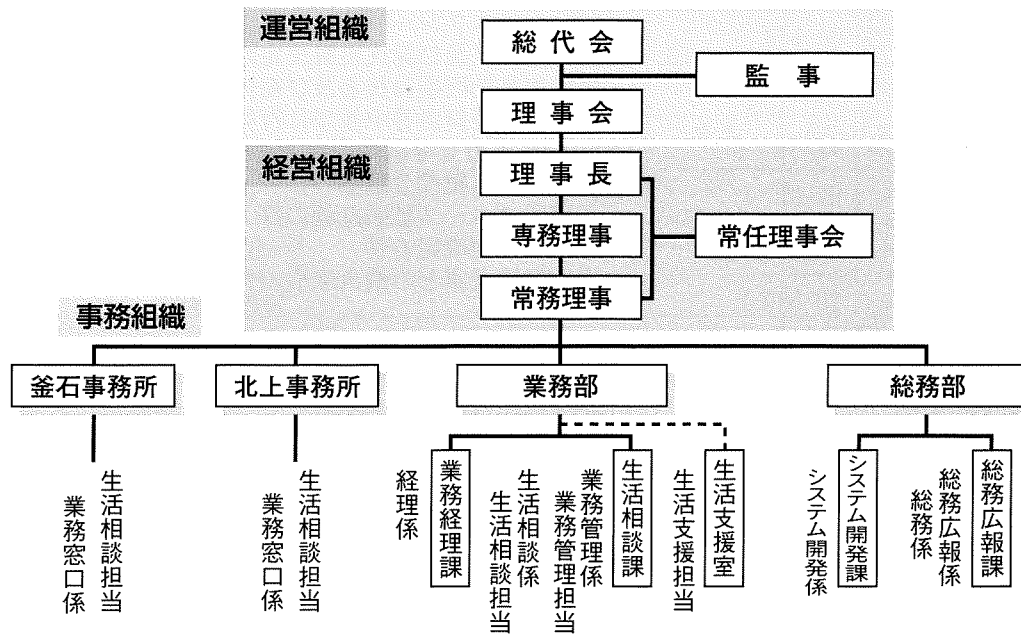 運営組織
総代会
監事
理事会
経営組織
理事長
専務理事
常任理事会
常務理事
事務組織
釜石事務所
北上事務所
業務部
総務部
生活相談担当
業務窓口係
生活相談担当
業務窓口係
業務経理課
経理係
生活相談課
業務管理係
業務管理担当
生活相談係
生活相談担当
生活支援室
生活支援担当
システム開発課
システム開発係
総務広報課
総務広報係
総務係